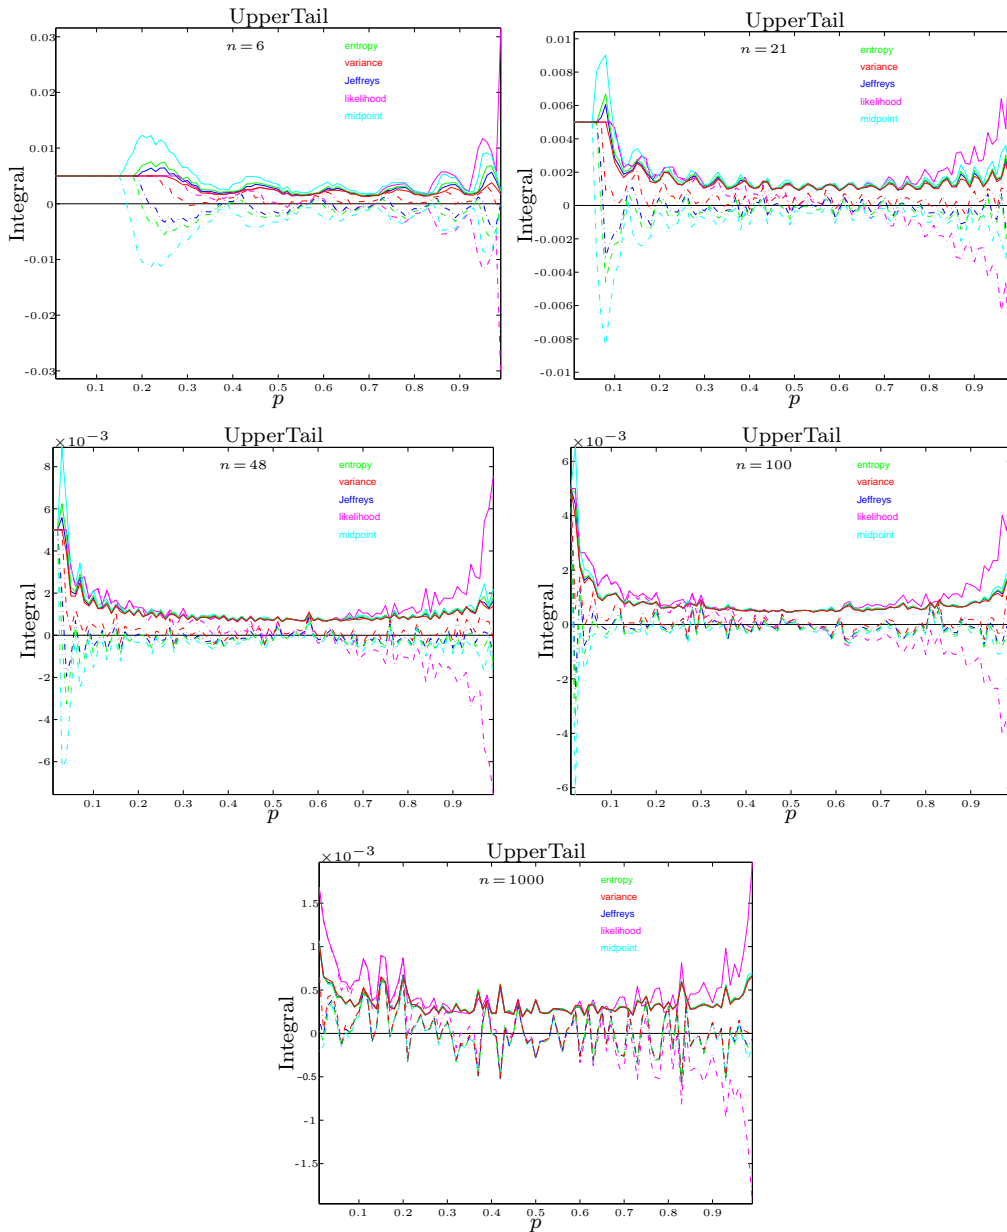 UpperTail
n = 6
entropy
variance
Jeffreys
likelihood
midpoint
0.03
0.02
0.01
0
-0.01
-0.02
-0.03
Integral
0.1 0.2 0.3 0.4 0.5 0.6 0.7 0.8 0.9
p
UpperTail
n = 21
entropy
variance
Jeffreys
likelihood
midpoint
0.01
0.008
0.006
0.004
0.002
0
-0.002
-0.004
-0.006
-0.008
-0.01
Integral
0.1 0.2 0.3 0.4 0.5 0.6 0.7 0.8 0.9
p
×10⁻³
UpperTail
n = 48
entropy
variance
Jeffreys
likelihood
midpoint
8
6
4
2
0
-2
-4
-6
Integral
0.1 0.2 0.3 0.4 0.5 0.6 0.7 0.8 0.9
p
×10⁻³
UpperTail
n = 100
entropy
variance
Jeffreys
likelihood
midpoint
6
4
2
0
-2
-4
-6
Integral
0.1 0.2 0.3 0.4 0.5 0.6 0.7 0.8 0.9
p
×10⁻³
UpperTail
n = 1000
entropy
variance
Jeffreys
likelihood
midpoint
1.5
1
0.5
0
-0.5
-1
-1.5
Integral
0.1 0.2 0.3 0.4 0.5 0.6 0.7 0.8 0.9
p